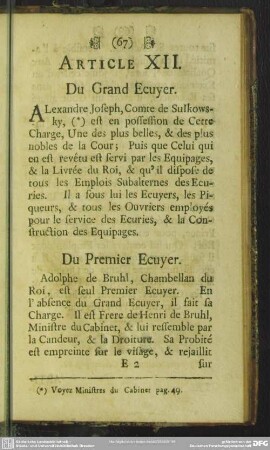 (67)
ARTICLE XII.
Du Grand Ecuyer.
ALexandre Joseph, Comte de Sulkows-
ky, (*) est en possession de Cette
Charge, Une des plus belles, & des plus
nobles de la Cour; Puis que Celui qui
en est revétu est servi par les Equipages,
& la Livrée du Roi, & qu'il dispose de
tous les Emplois Subalternes des Ecu-
ries. Il a sous lui les Ecuyers, les Pi-
queurs, & tous les Ouvriers employés
pour le service des Ecuries, & la Con-
struction des Equipages.
Du Premier Ecuyer.
Adolphe de Bruhl, Chambellan du
Roi, est seul Premier Ecuyer. En
l'absence du Grand Ecuyer, il fait sa
Charge. Il est Frere de Henri de Bruhl,
Ministre du Cabinet, & lui ressemble par
la Candeur, & la Droiture. Sa Probité
est empreinte sur le visage, & rejaillit
E 2 sur
(*) Voyez Ministres du Cabinet pag. 49.